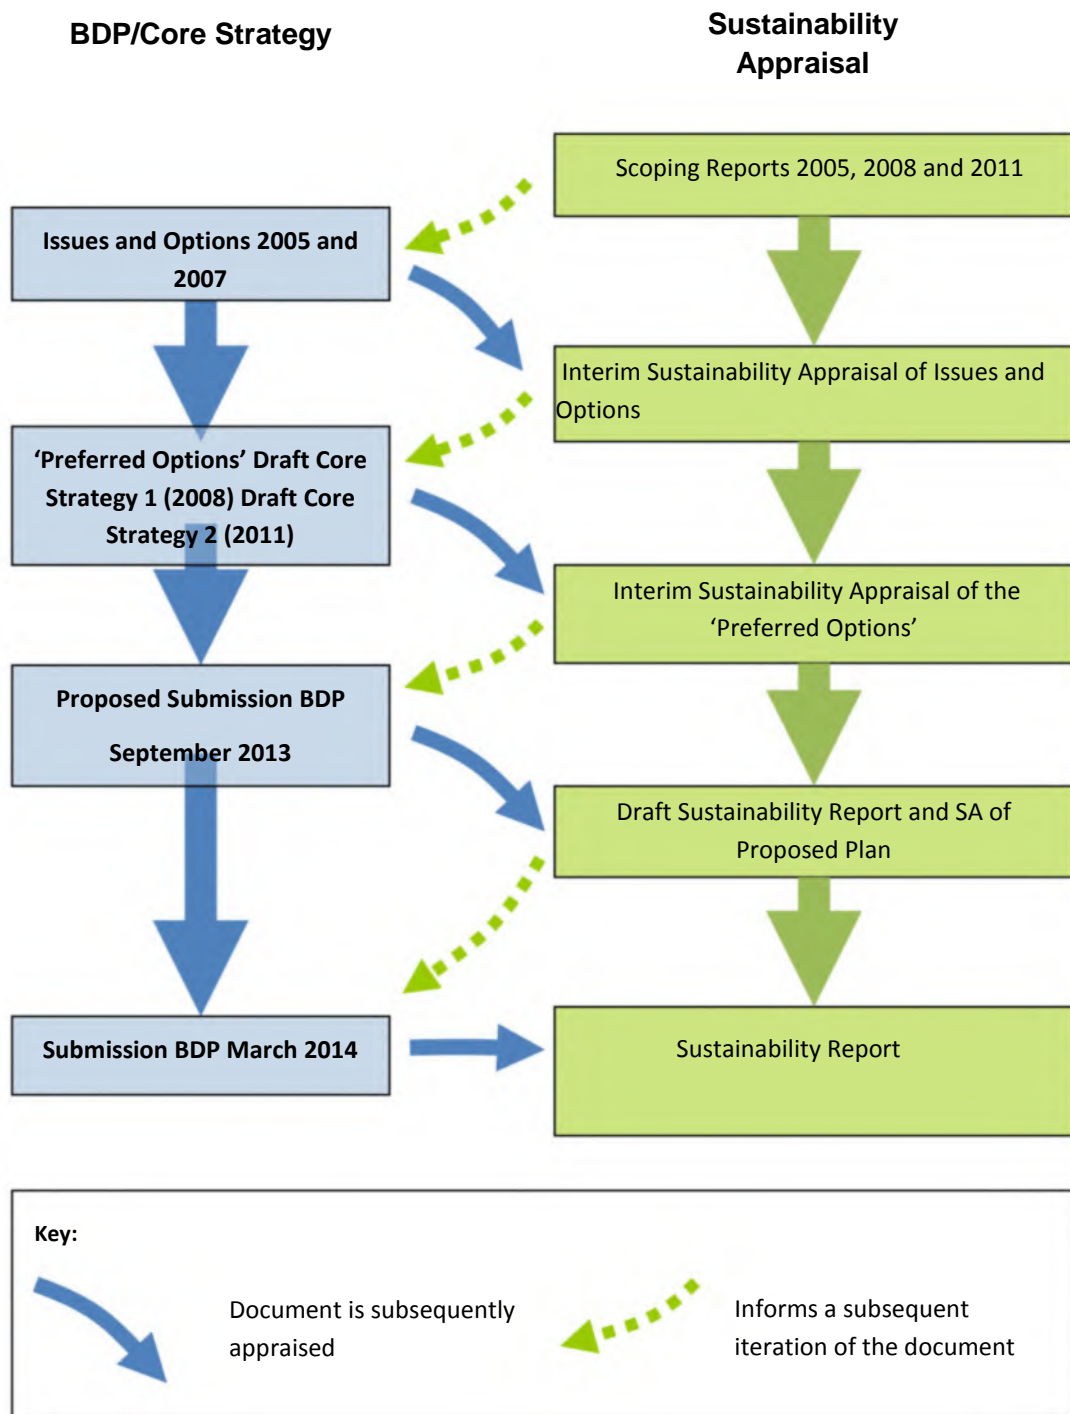 BDP/Core Strategy
Sustainability
Appraisal
Scoping Reports 2005, 2008 and 2011
Issues and Options 2005 and
2007
Interim Sustainability Appraisal of Issues and
Options
‘Preferred Options’ Draft Core
Strategy 1 (2008) Draft Core
Strategy 2 (2011)
Interim Sustainability Appraisal of the
‘Preferred Options’
Proposed Submission BDP
September 2013
Draft Sustainability Report and SA of
Proposed Plan
Submission BDP March 2014
Sustainability Report
Key:
Document is subsequently
appraised
Informs a subsequent
iteration of the document